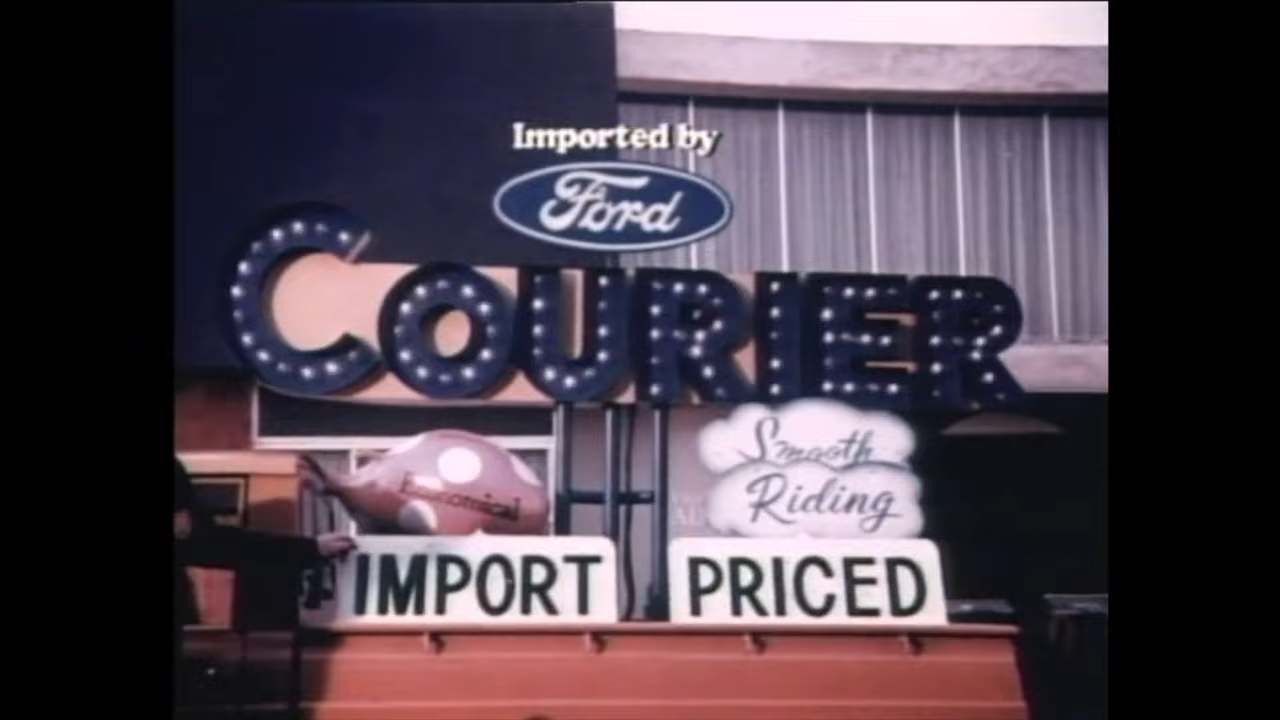 Imported by
Ford
COURIER
Smooth
Riding
Economical
IMPORT PRICED